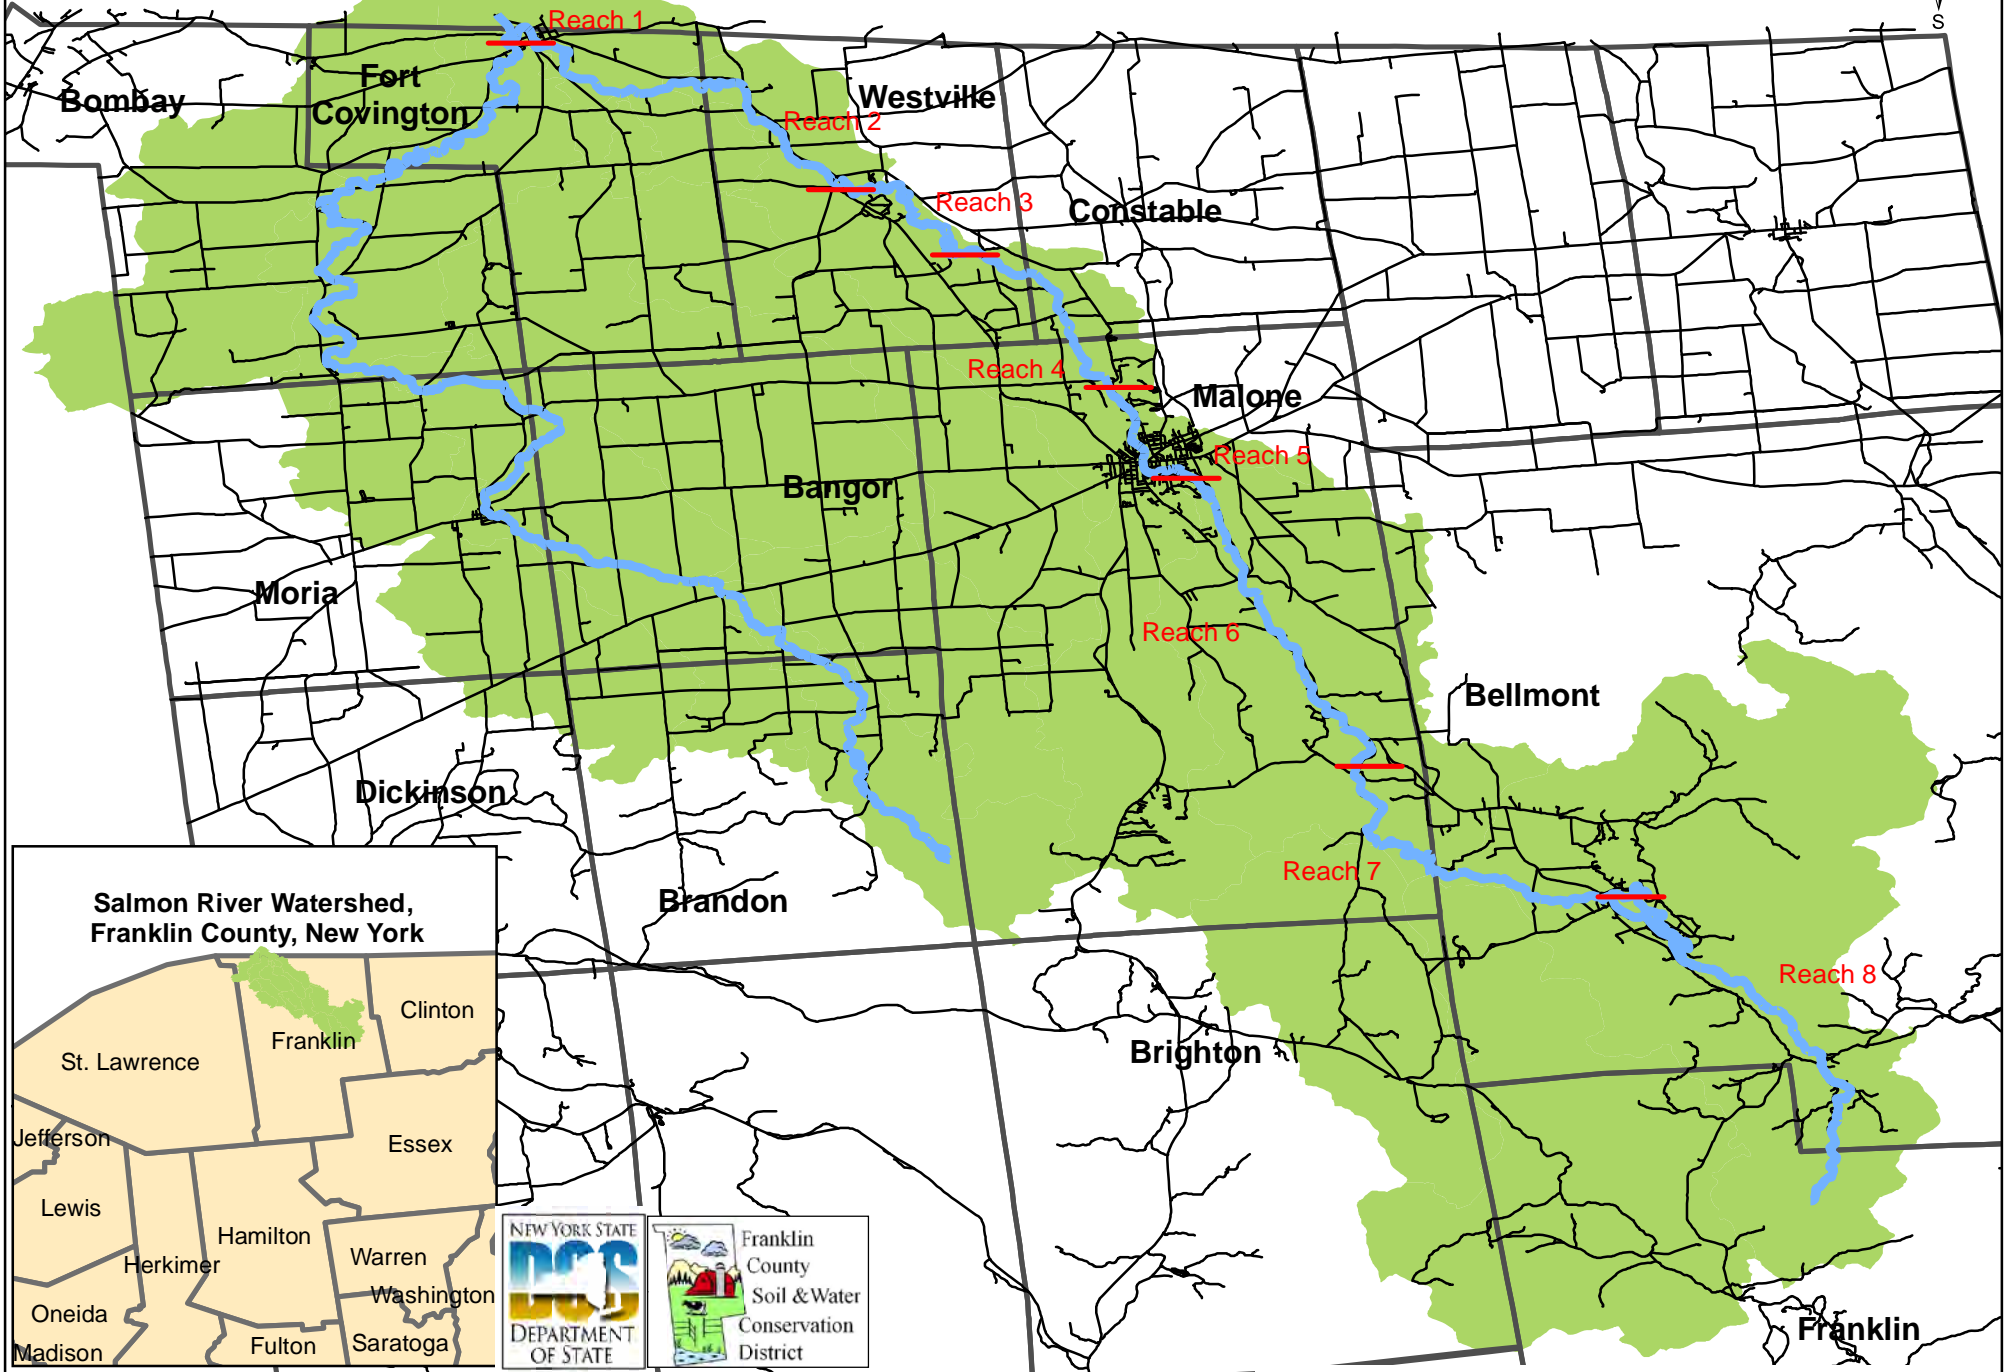 S
Reach 1
Fort
Covington
Bombay
Westville
Reach 2
Reach 3
Constable
Reach 4
Malone
Reach 5
Bangor
Moria
Reach 6
Bellmont
Dickinson
Reach 7
Brandon
Reach 8
Brighton
Franklin
Salmon River Watershed,
Franklin County, New York
Clinton
Franklin
St. Lawrence
Jefferson
Essex
Lewis
Hamilton
Herkimer
Warren
Washington
Oneida
Fulton
Saratoga
Madison
NEW YORK STATE
DOS
DEPARTMENT
OF STATE
Franklin
County
Soil & Water
Conservation
District